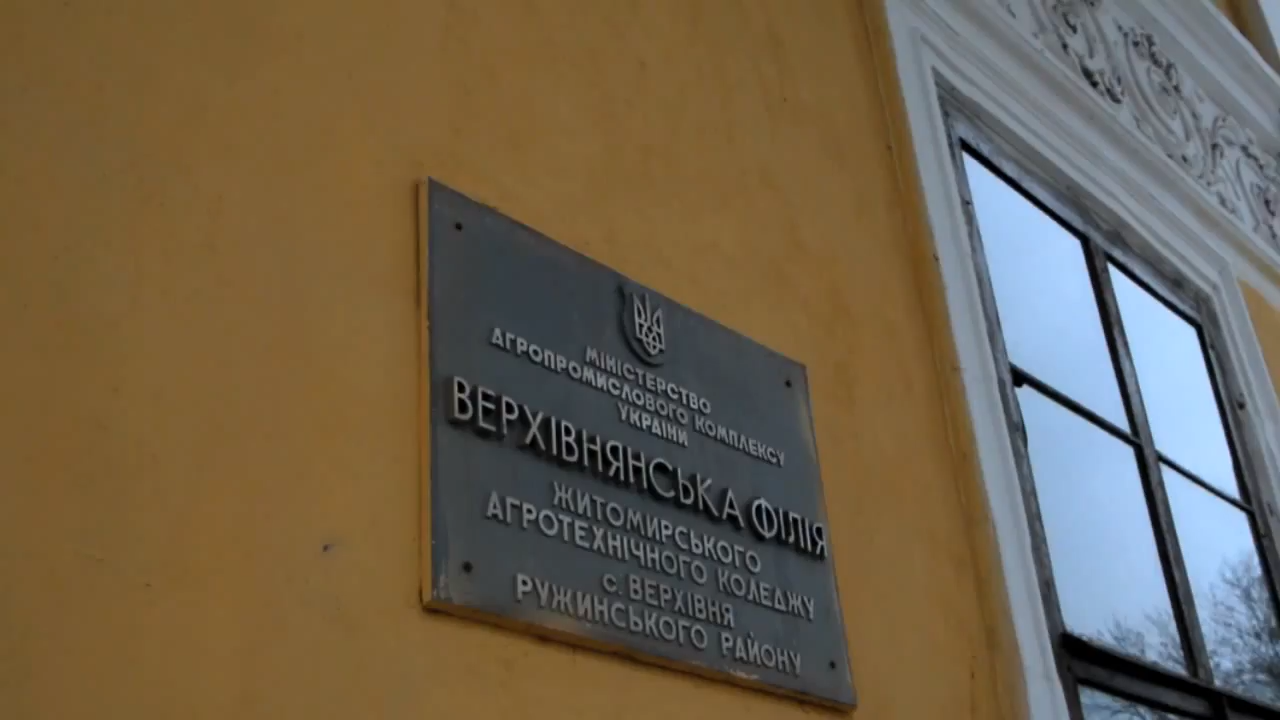 МІНІСТЕРСТВО
АГРОПРОМИСЛОВОГО КОМПЛЕКСУ
УКРАЇНИ
ВЕРХІВНЯНСЬКА ФІЛІЯ
ЖИТОМИРСЬКОГО
АГРОТЕХНІЧНОГО КОЛЕДЖУ
с. ВЕРХІВНЯ
РУЖИНСЬКОГО РАЙОНУ